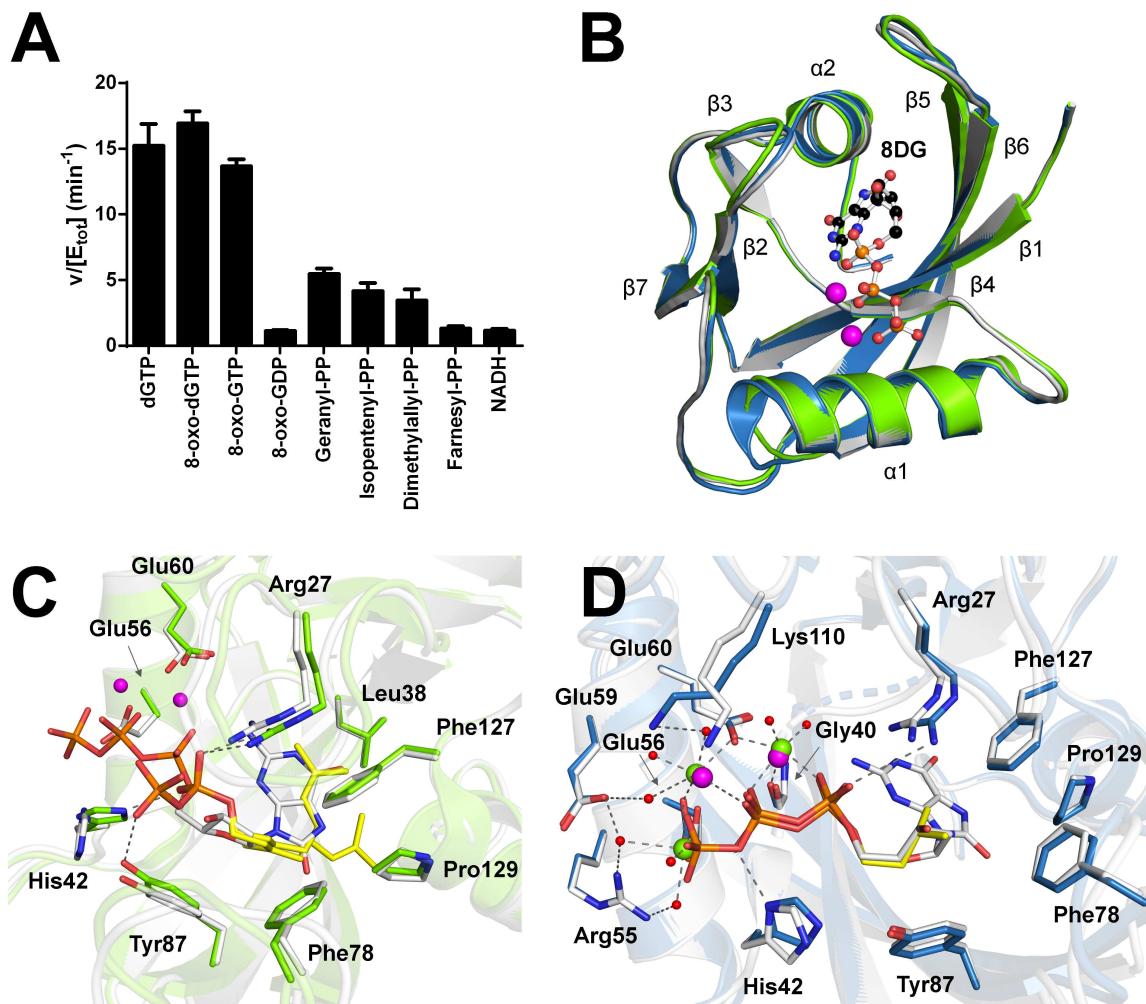 A
v/[Etot] (min⁻¹)
20
15
10
5
0
dGTP
8-oxo-dGTP
8-oxo-GTP
8-oxo-GDP
Geranyl-PP
Isopentenyl-PP
Dimethyllallyl-PP
Farnesyl-PP
NADH
B
α2
β3
β5
8DG
β6
β2
β1
β7
β4
α1
C
Glu60
Arg27
Glu56
Leu38
Phe127
His42
Pro129
Tyr87
Phe78
D
Arg27
Lys110
Glu60
Phe127
Glu59
Glu56
Gly40
Pro129
Arg55
Phe78
His42
Tyr87